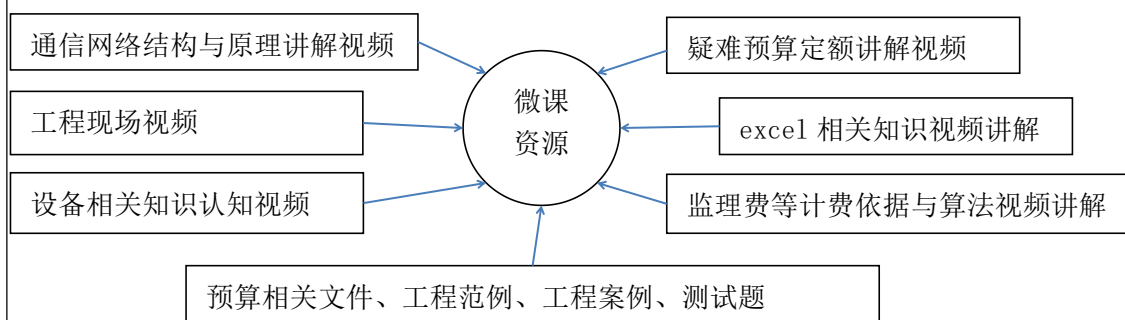 通信网络结构与原理讲解视频
疑难预算定额讲解视频
微课
资源
工程现场视频
excel 相关知识视频讲解
设备相关知识认知视频
监理费等计费依据与算法视频讲解
预算相关文件、工程范例、工程案例、测试题